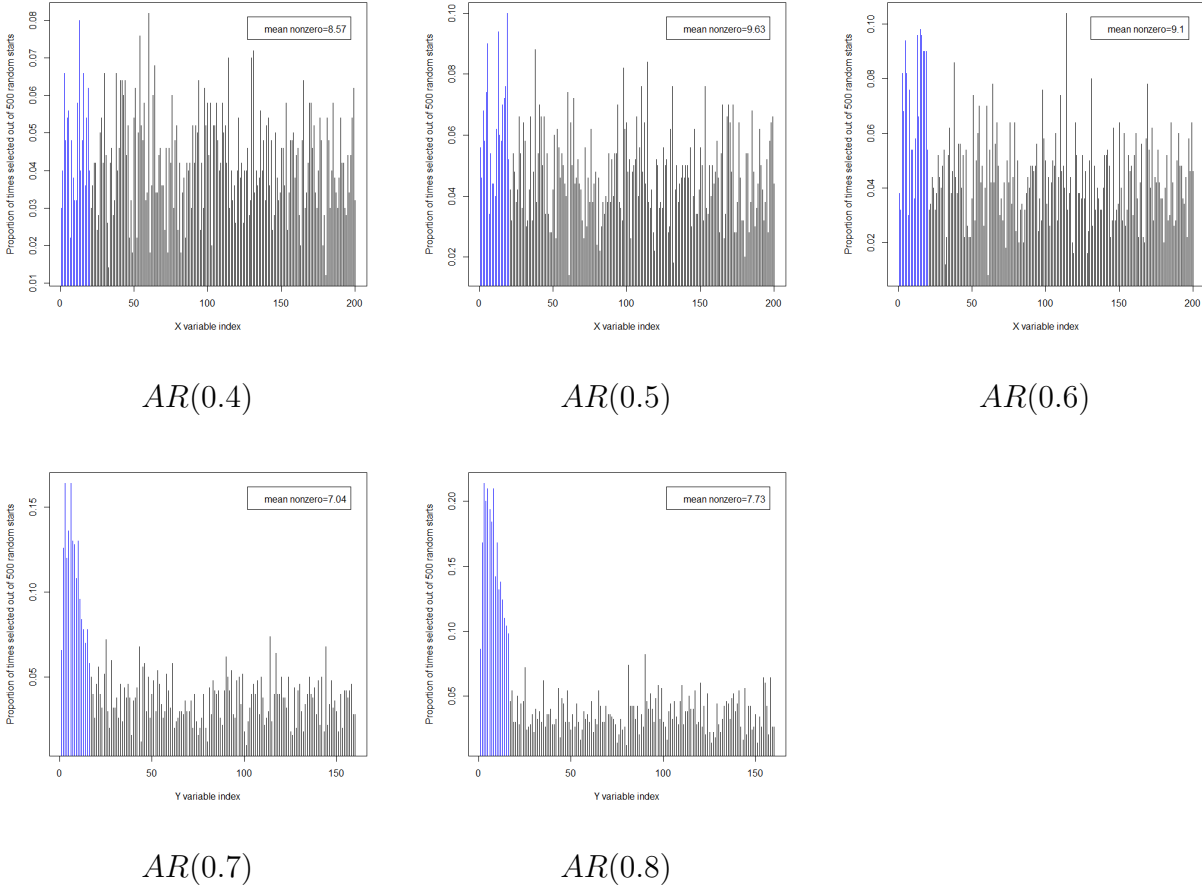 mean nonzero=8.57
Proportion of times selected out of 500 random starts
0.01 0.02 0.03 0.04 0.05 0.06 0.07 0.08
0 50 100 150 200
X variable index
AR(0.4)
mean nonzero=9.63
Proportion of times selected out of 500 random starts
0.02 0.04 0.06 0.08 0.10
0 50 100 150 200
X variable index
AR(0.5)
mean nonzero=9.1
Proportion of times selected out of 500 random starts
0.02 0.04 0.06 0.08 0.10
0 50 100 150 200
X variable index
AR(0.6)
mean nonzero=7.04
Proportion of times selected out of 500 random starts
0.05 0.10 0.15
0 50 100 150
Y variable index
AR(0.7)
mean nonzero=7.73
Proportion of times selected out of 500 random starts
0.05 0.10 0.15 0.20
0 50 100 150
Y variable index
AR(0.8)